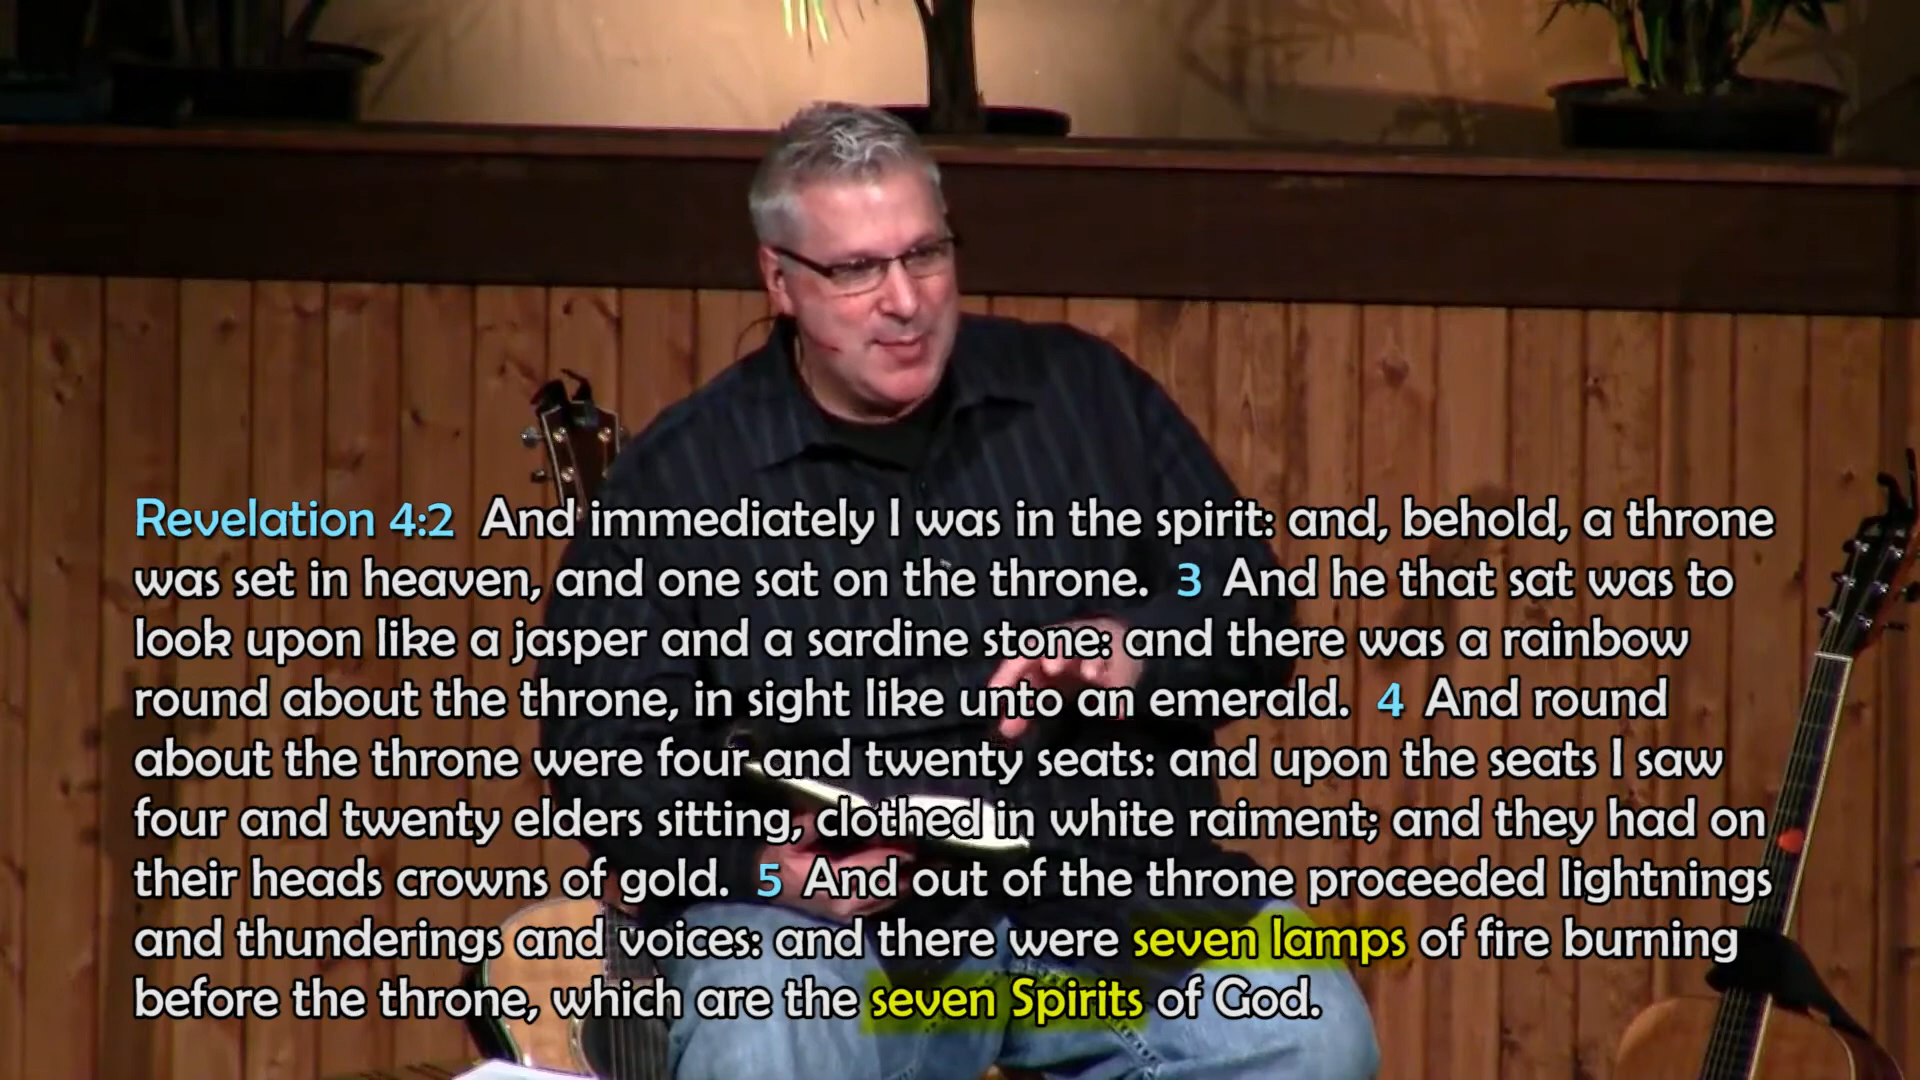 Revelation 4:2 And immediately I was in the spirit: and, behold, a throne
was set in heaven, and one sat on the throne. 3 And he that sat was to
look upon like a jasper and a sardine stone: and there was a rainbow
round about the throne, in sight like unto an emerald. 4 And round
about the throne were four and twenty seats: and upon the seats I saw
four and twenty elders sitting, clothed in white raiment; and they had on
their heads crowns of gold. 5 And out of the throne proceeded lightnings
and thunderings and voices: and there were seven lamps of fire burning
before the throne, which are the seven Spirits of God.